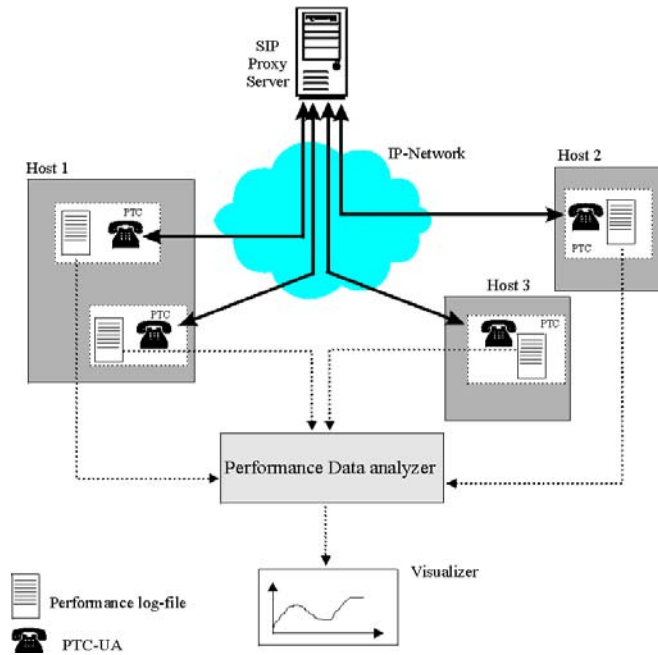 SIP
Proxy
Server
IP-Network
Host 1
Host 2
PTC
PTC
Host 3
PTC
PTC
Performance Data analyzer
Visualizer
Performance log-file
PTC-UA